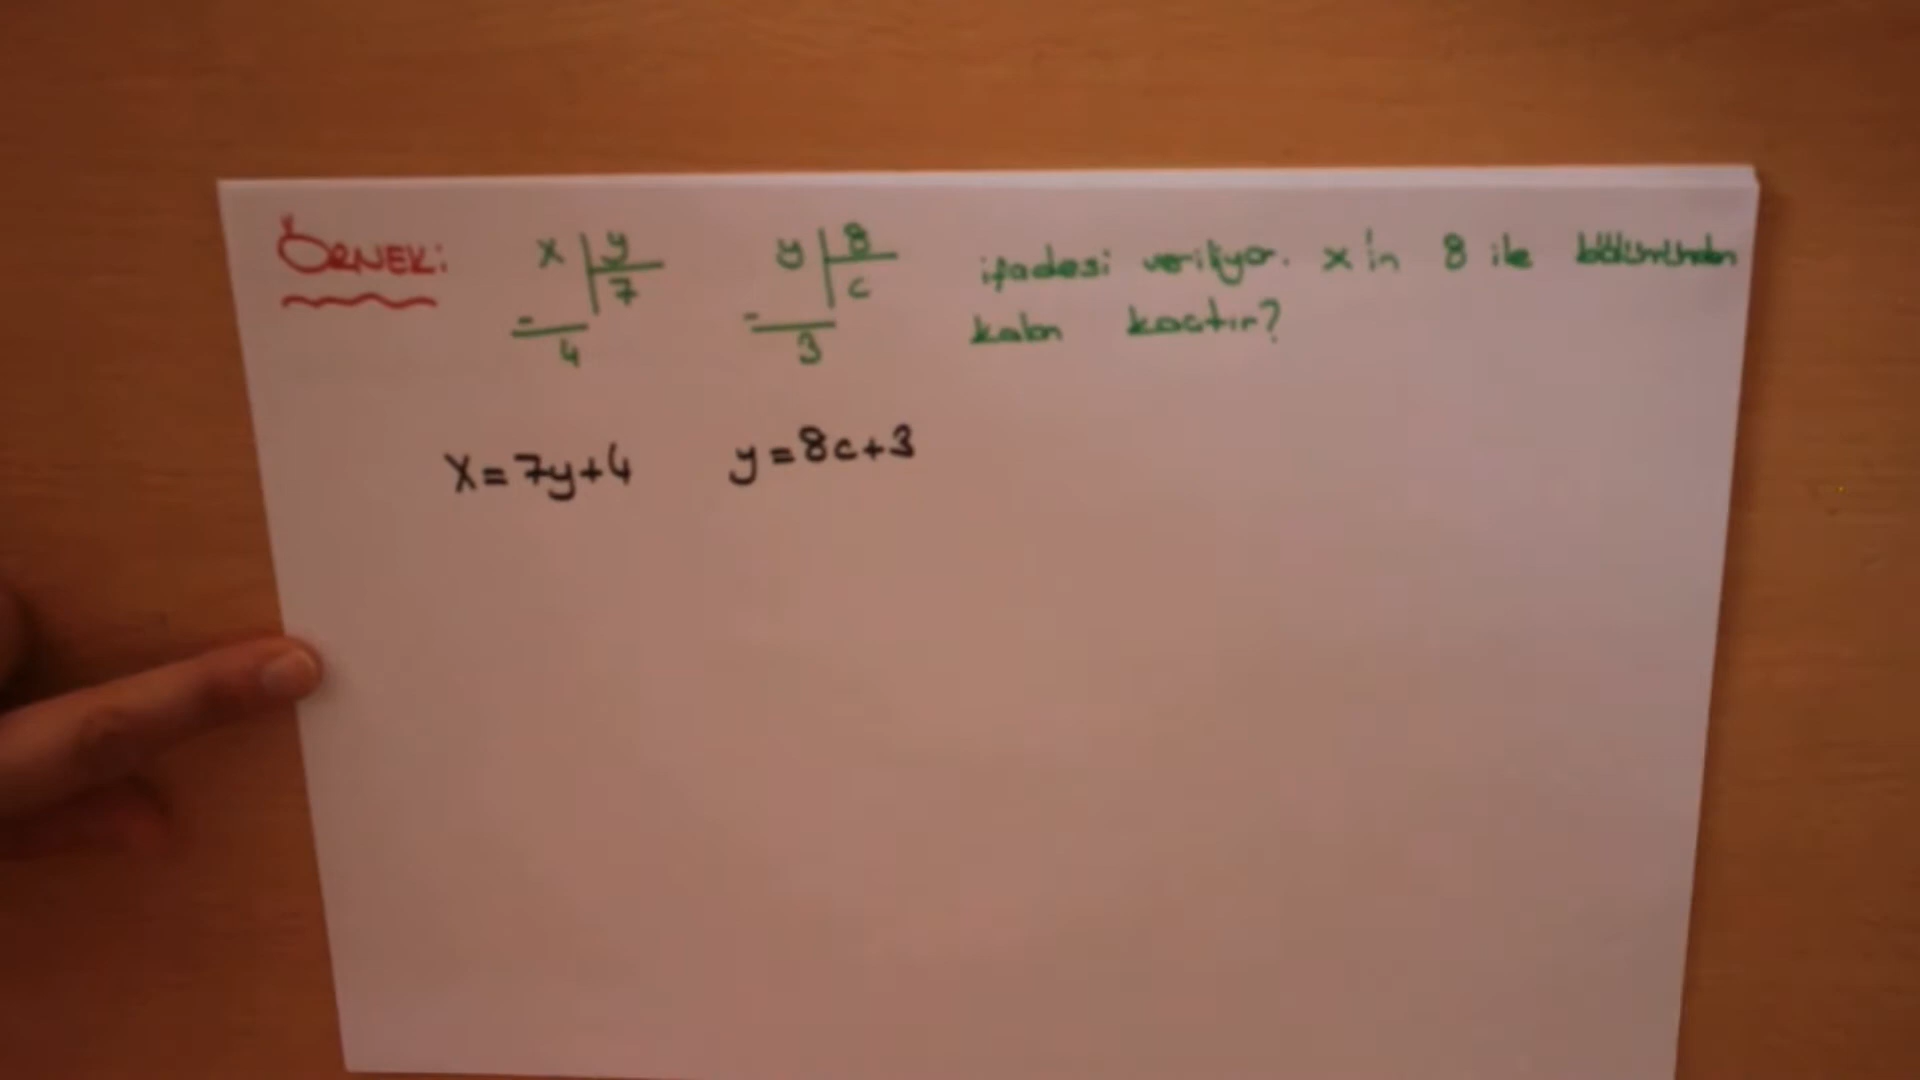 ÖRNEK: x | y y | 8 ifadesi veriliyor. x in 8 ile bölümünden
7 c
- 4 - 3 kalan kaçtır?
x=7y+4 y=8c+3